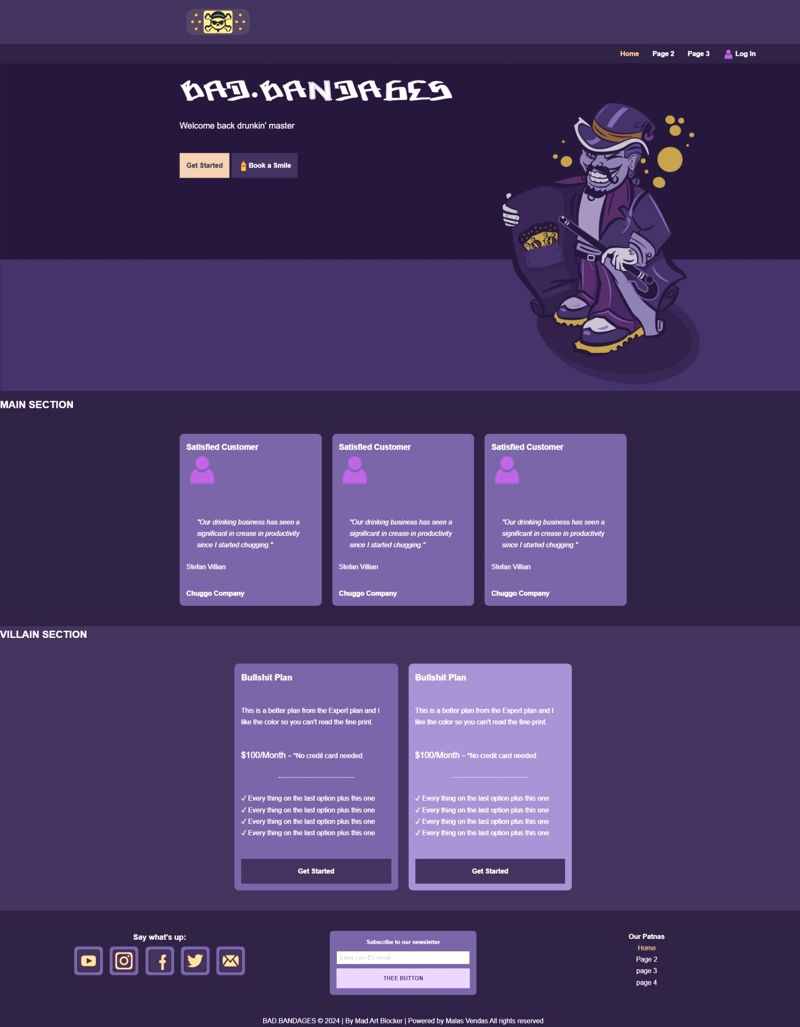 Home Page 2 Page 3 Log In
BAD.BANDAGES
Welcome back drunkin' master
Get Started Book a Smile
MAIN SECTION
Satisfied Customer
"Our drinking business has seen a
significant in crease in productivity
since I started chugging."
Stefan Villian
Chuggo Company
Satisfied Customer
"Our drinking business has seen a
significant in crease in productivity
since I started chugging."
Stefan Villian
Chuggo Company
Satisfied Customer
"Our drinking business has seen a
significant in crease in productivity
since I started chugging."
Stefan Villian
Chuggo Company
VILLAIN SECTION
Bullshit Plan
This is a better plan from the Expert plan and I
like the color so you can't read the fine print.
$100/Month - *No credit card needed.
✓ Every thing on the last option plus this one
✓ Every thing on the last option plus this one
✓ Every thing on the last option plus this one
✓ Every thing on the last option plus this one
Get Started
Bullshit Plan
This is a better plan from the Expert plan and I
like the color so you can't read the fine print.
$100/Month - *No credit card needed.
✓ Every thing on the last option plus this one
✓ Every thing on the last option plus this one
✓ Every thing on the last option plus this one
✓ Every thing on the last option plus this one
Get Started
Say what's up:
Subscribe to our newsletter
Enter your BS email
THEE BUTTON
Our Patnas
Home
Page 2
page 3
page 4
BAD.BANDAGES © 2024 | By Mad Art Blocker | Powered by Malas Vendas All rights reserved